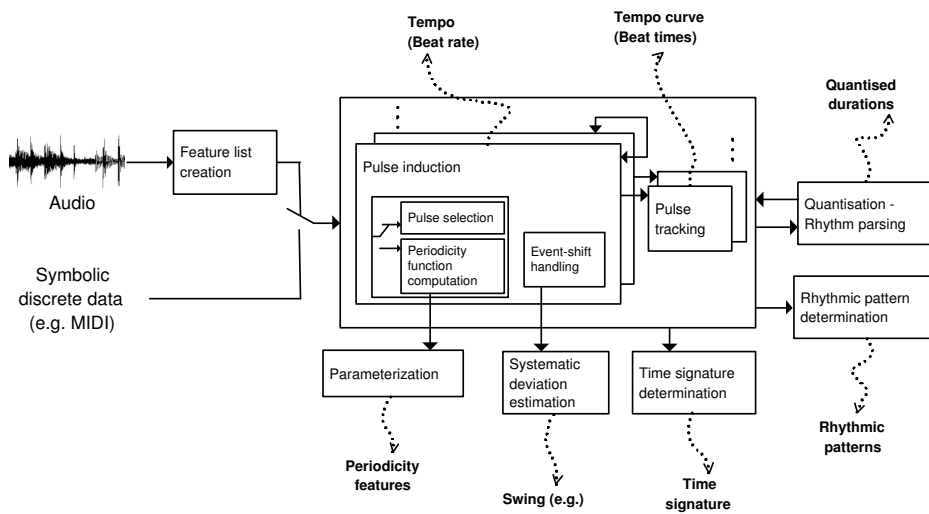 Tempo
(Beat rate)
Tempo curve
(Beat times)
Quantised
durations
Feature list
creation
Audio
Symbolic
discrete data
(e.g. MIDI)
Pulse induction
Pulse selection
Periodicity
function
computation
Event-shift
handling
Pulse
tracking
Quantisation -
Rhythm parsing
Rhythmic pattern
determination
Parameterization
Systematic
deviation
estimation
Time signature
determination
Periodicity
features
Swing (e.g.)
Time
signature
Rhythmic
patterns